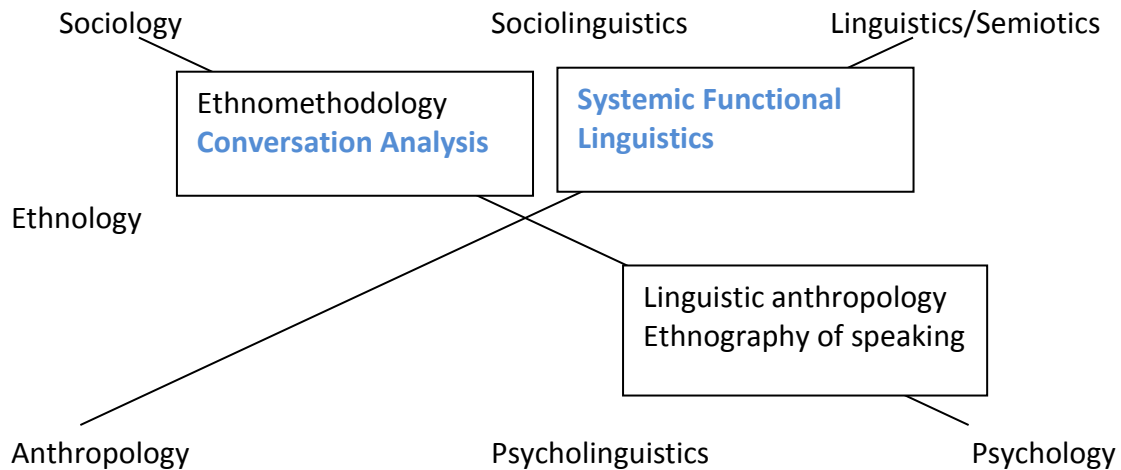 Sociology Sociolinguistics Linguistics/Semiotics
Ethnomethodology
Conversation Analysis
Systemic Functional
Linguistics
Ethnology
Linguistic anthropology
Ethnography of speaking
Anthropology Psycholinguistics Psychology